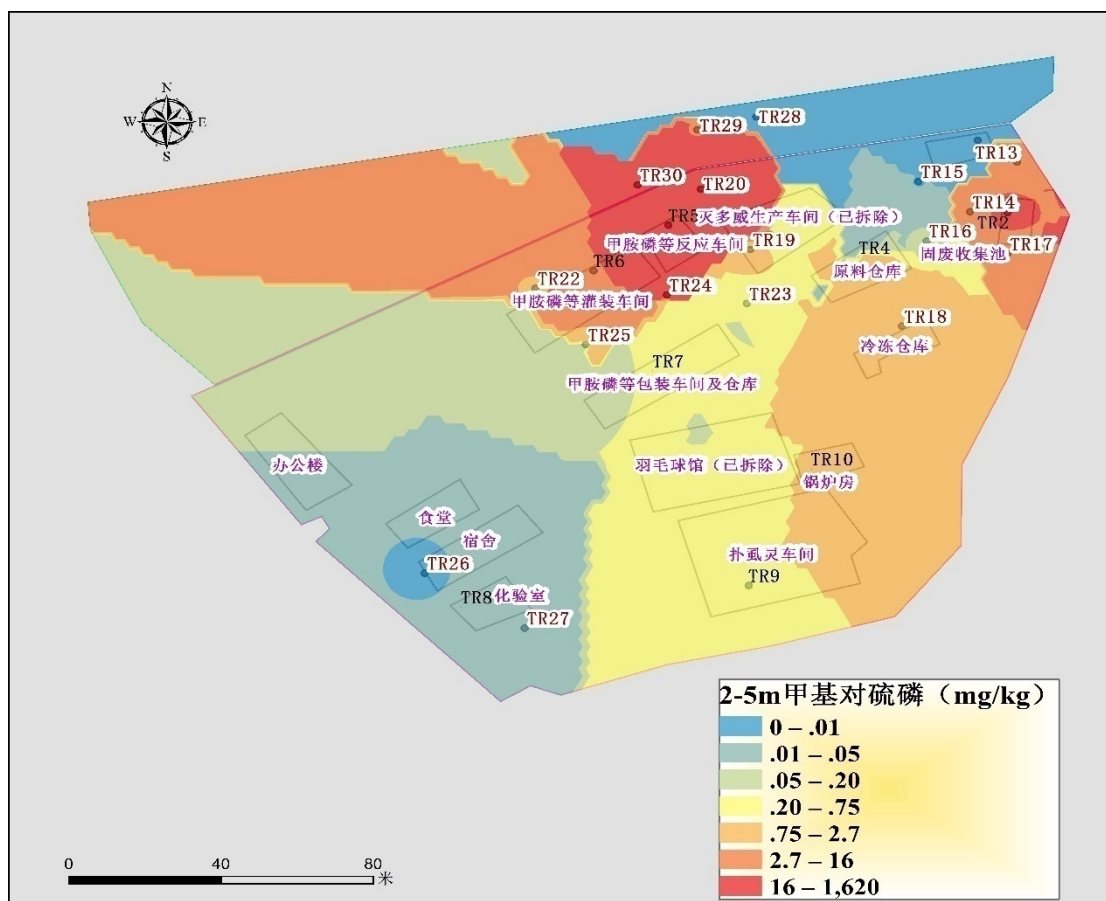 N
W E
S
TR28
TR29
TR13
TR15
TR30
TR20
TR14
TR2
TR5
灭多威生产车间（已拆除）
TR16
TR17
甲胺磷等反应车间
TR19
TR4
固废收集池
TR6
原料仓库
TR22
TR24
TR23
甲胺磷等灌装车间
TR18
TR25
冷冻仓库
TR7
甲胺磷等包装车间及仓库
办公楼
羽毛球馆（已拆除）
TR10
锅炉房
食堂
宿舍
扑虱灵车间
TR26
TR9
TR8
化验室
TR27
2-5m甲基对硫磷（mg/kg）
0 – .01
.01 – .05
.05 – .20
.20 – .75
.75 – 2.7
2.7 – 16
16 – 1,620
0 40 80
米